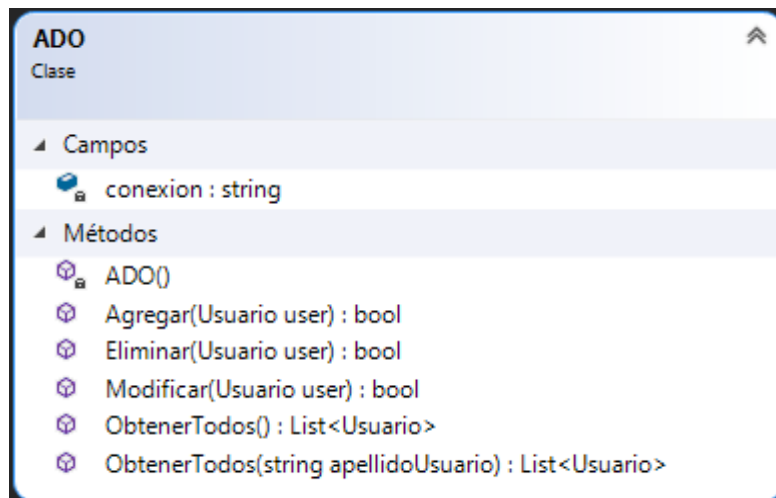 ADO
Clase
Campos
conexion : string
Métodos
ADO()
Agregar(Usuario user) : bool
Eliminar(Usuario user) : bool
Modificar(Usuario user) : bool
ObtenerTodos() : List<Usuario>
ObtenerTodos(string apellidoUsuario) : List<Usuario>